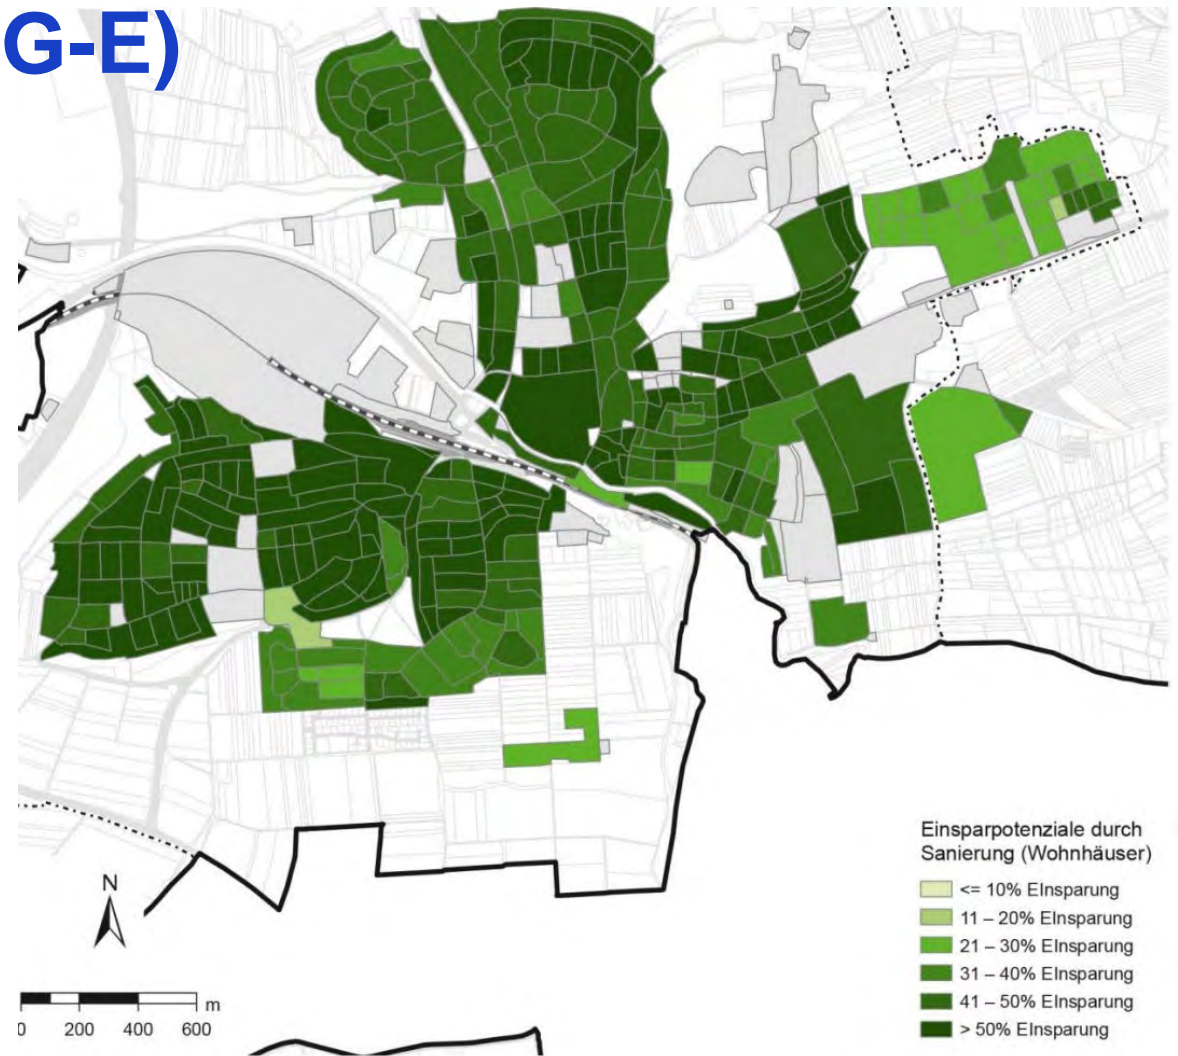 G-E)
Einsparpotenziale durch
Sanierung (Wohnhäuser)
<= 10% EInsparung
11 – 20% EInsparung
21 – 30% EInsparung
31 – 40% EInsparung
41 – 50% EInsparung
> 50% EInsparung
N
m
0 200 400 600